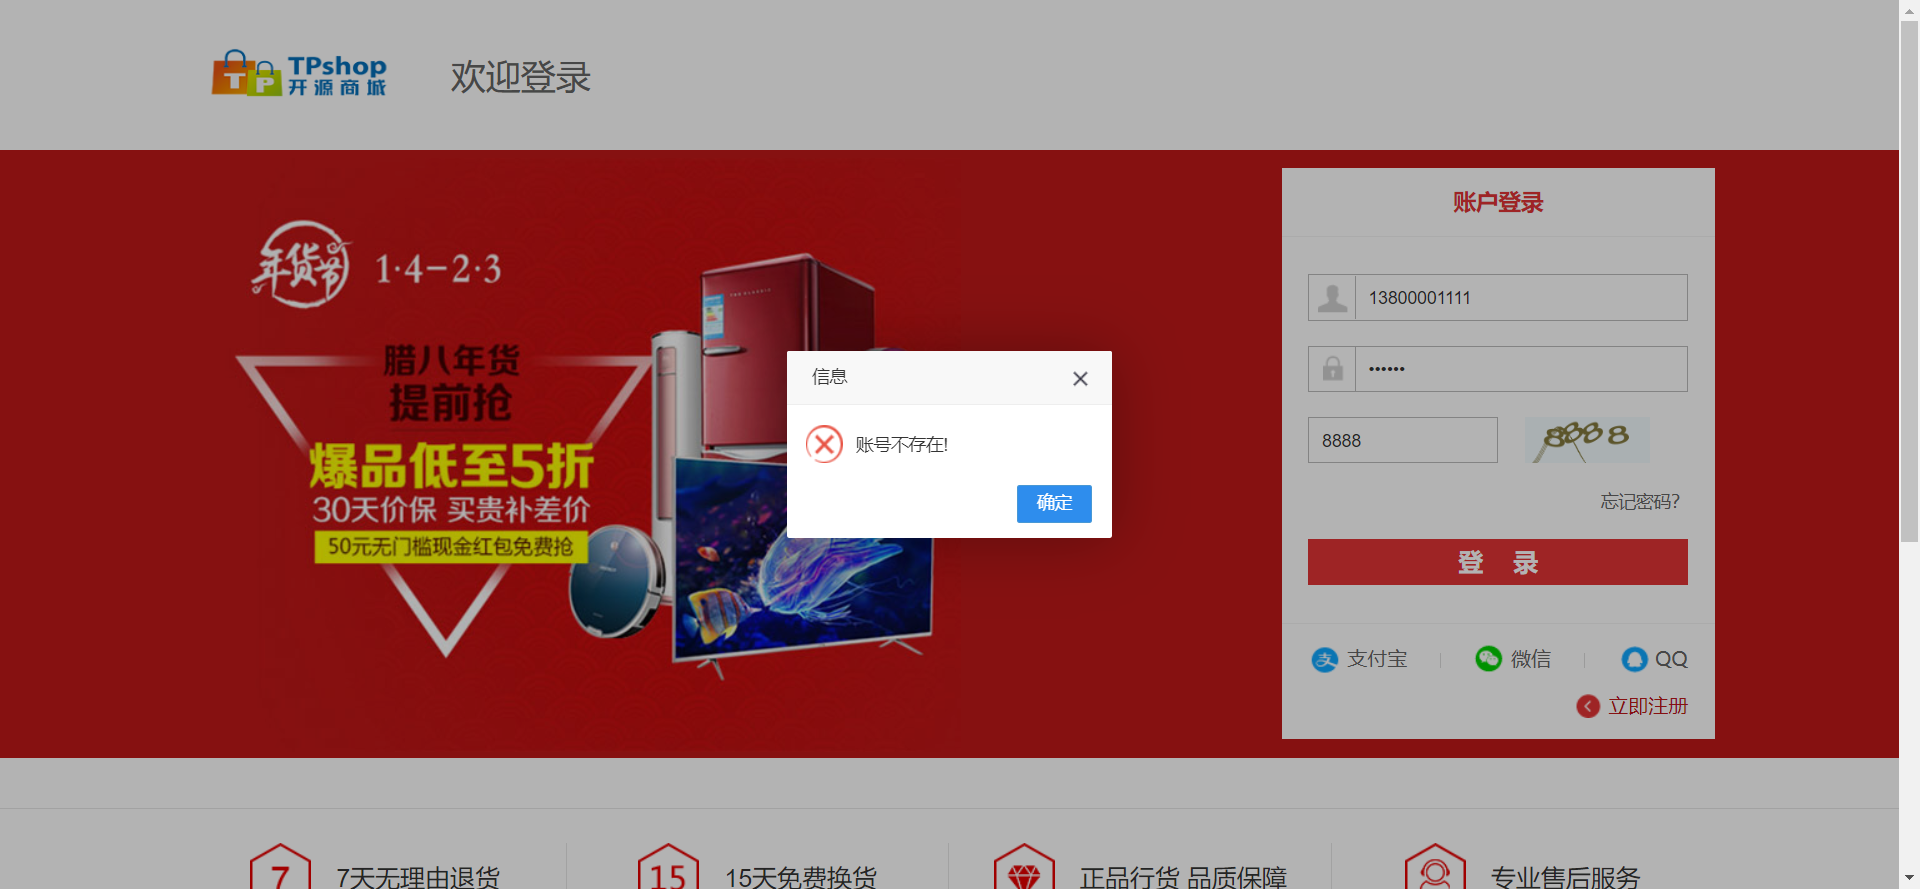 TPshop
开源商城
欢迎登录
年货节
1·4-2·3
腊八年货
提前抢
爆品低至5折
30天价保 买贵补差价
50元无门槛现金红包免费抢
信息
账号不存在!
确定
账户登录
13800001111
••••••
8888
8088
忘记密码?
登 录
支付宝
微信
QQ
立即注册
7
7天无理由退货
15
15天免费换货
正品行货 品质保障
专业售后服务